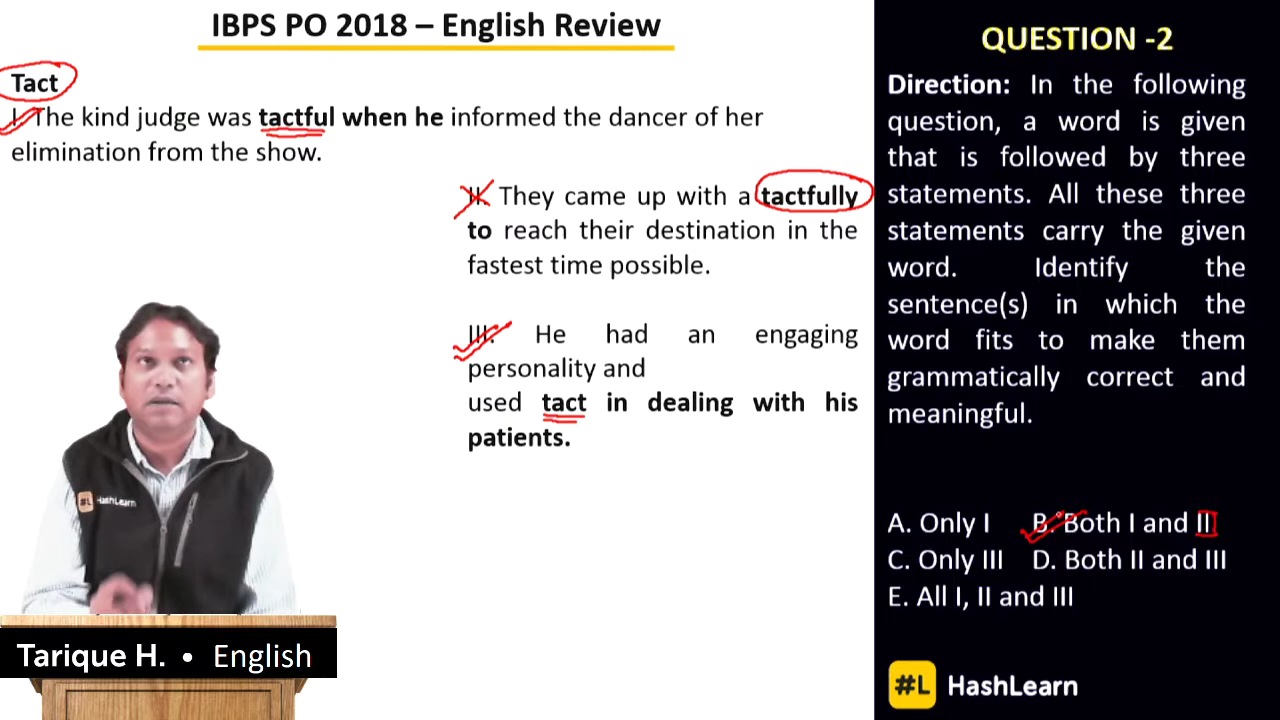 IBPS PO 2018 – English Review
Tact
I. The kind judge was tactful when he informed the dancer of her
elimination from the show.
II. They came up with a tactfully
to reach their destination in the
fastest time possible.
III. He had an engaging
personality and
used tact in dealing with his
patients.
#L HashLearn
Tarique H. • English
QUESTION -2
Direction: In the following
question, a word is given
that is followed by three
statements. All these three
statements carry the given
word. Identify the
sentence(s) in which the
word fits to make them
grammatically correct and
meaningful.
A. Only I B. Both I and II
C. Only III D. Both II and III
E. All I, II and III
#L HashLearn